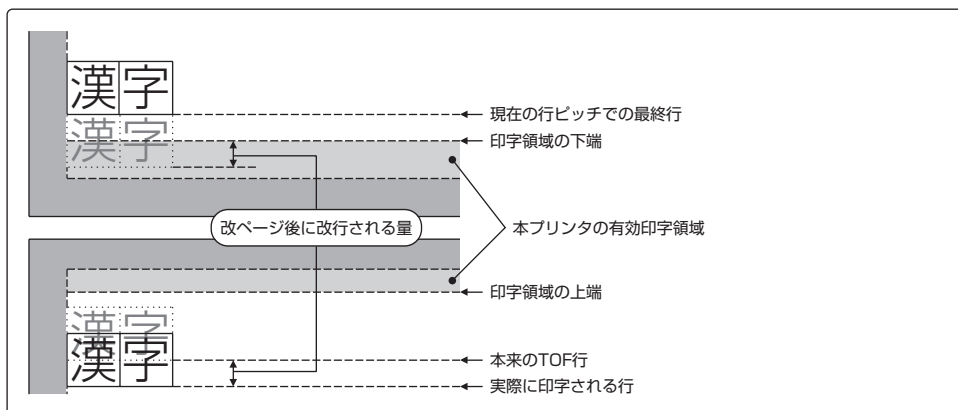 漢字
現在の行ピッチでの最終行
漢字
印字領域の下端
改ページ後に改行される量
本プリンタの有効印字領域
印字領域の上端
漢字
漢字
本来のTOF行
実際に印字される行